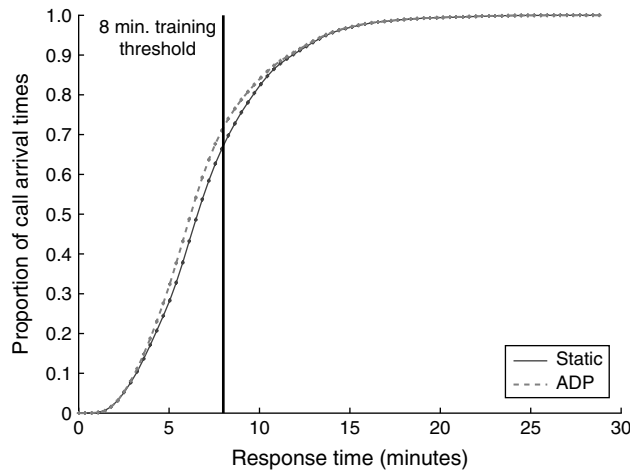 8 min. training
threshold
1.0
0.9
0.8
0.7
0.6
0.5
0.4
0.3
0.2
0.1
0
Proportion of call arrival times
0 5 10 15 20 25 30
Response time (minutes)
Static
ADP